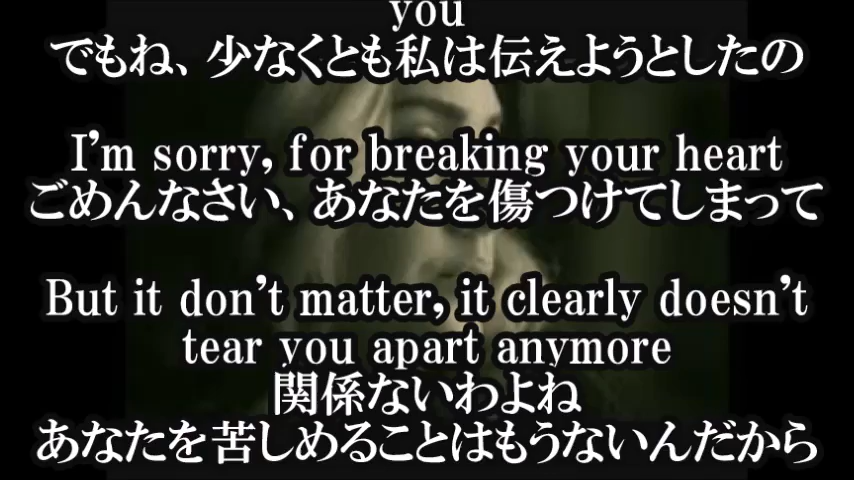 you
でもね、少なくとも私は伝えようとしたの
I'm sorry, for breaking your heart
ごめんなさい、あなたを傷つけてしまって
But it don't matter, it clearly doesn't
tear you apart anymore
関係ないわよね
あなたを苦しめることはもうないんだから